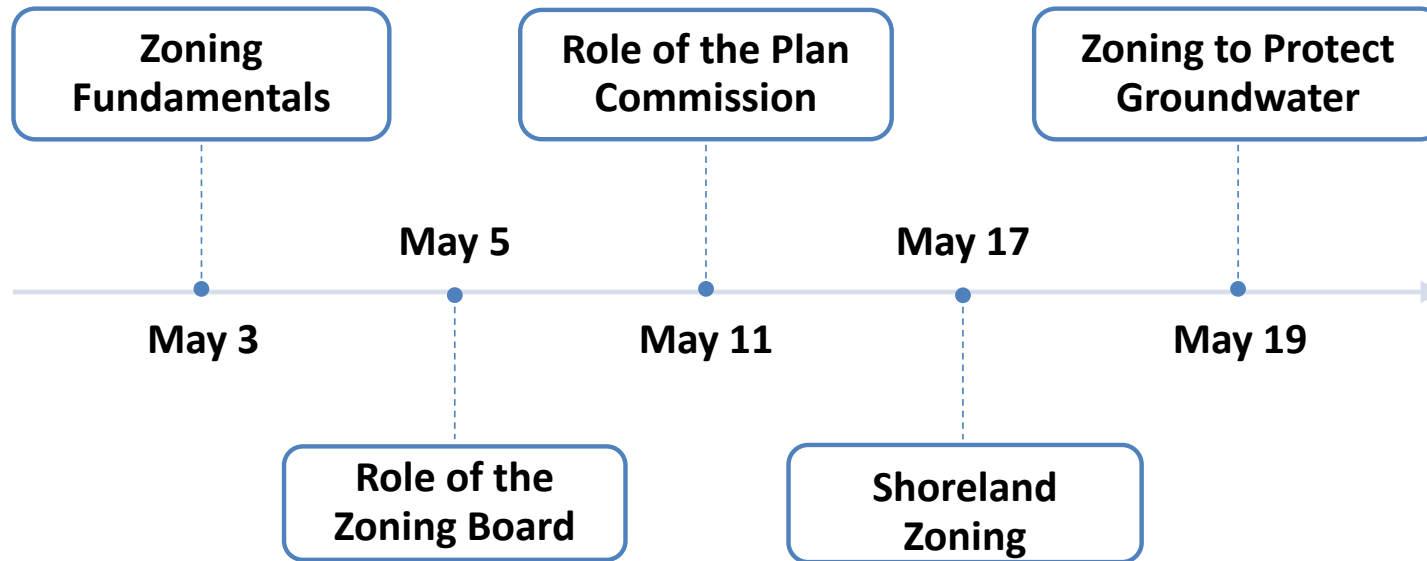 Zoning
Fundamentals
Role of the Plan
Commission
Zoning to Protect
Groundwater
May 5
May 17
May 3
May 11
May 19
Role of the
Zoning Board
Shoreland
Zoning